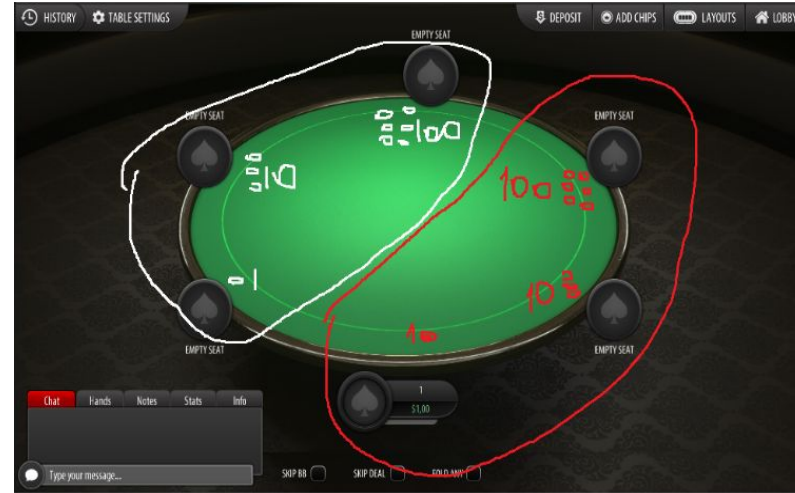 HISTORY TABLE SETTINGS DEPOSIT ADD CHIPS LAYOUTS LOBBY
EMPTY SEAT
EMPTY SEAT
EMPTY SEAT
100
10
100
1
10
1
EMPTY SEAT
EMPTY SEAT
1
$1,00
Chat Hands Notes Stats Info
Type your message...
SKIP BB SKIP DEAL FOLD ANY